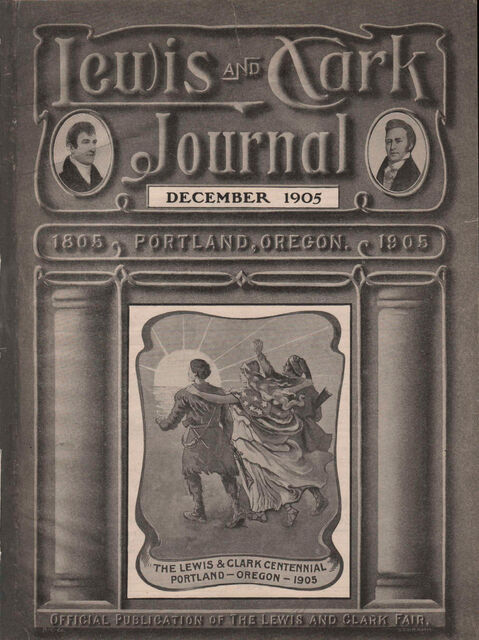 Lewis AND Clark
Journal
DECEMBER 1905
1805 PORTLAND, OREGON. 1905
THE LEWIS & CLARK CENTENNIAL
PORTLAND—OREGON—1905
OFFICIAL PUBLICATION OF THE LEWIS AND CLARK FAIR.